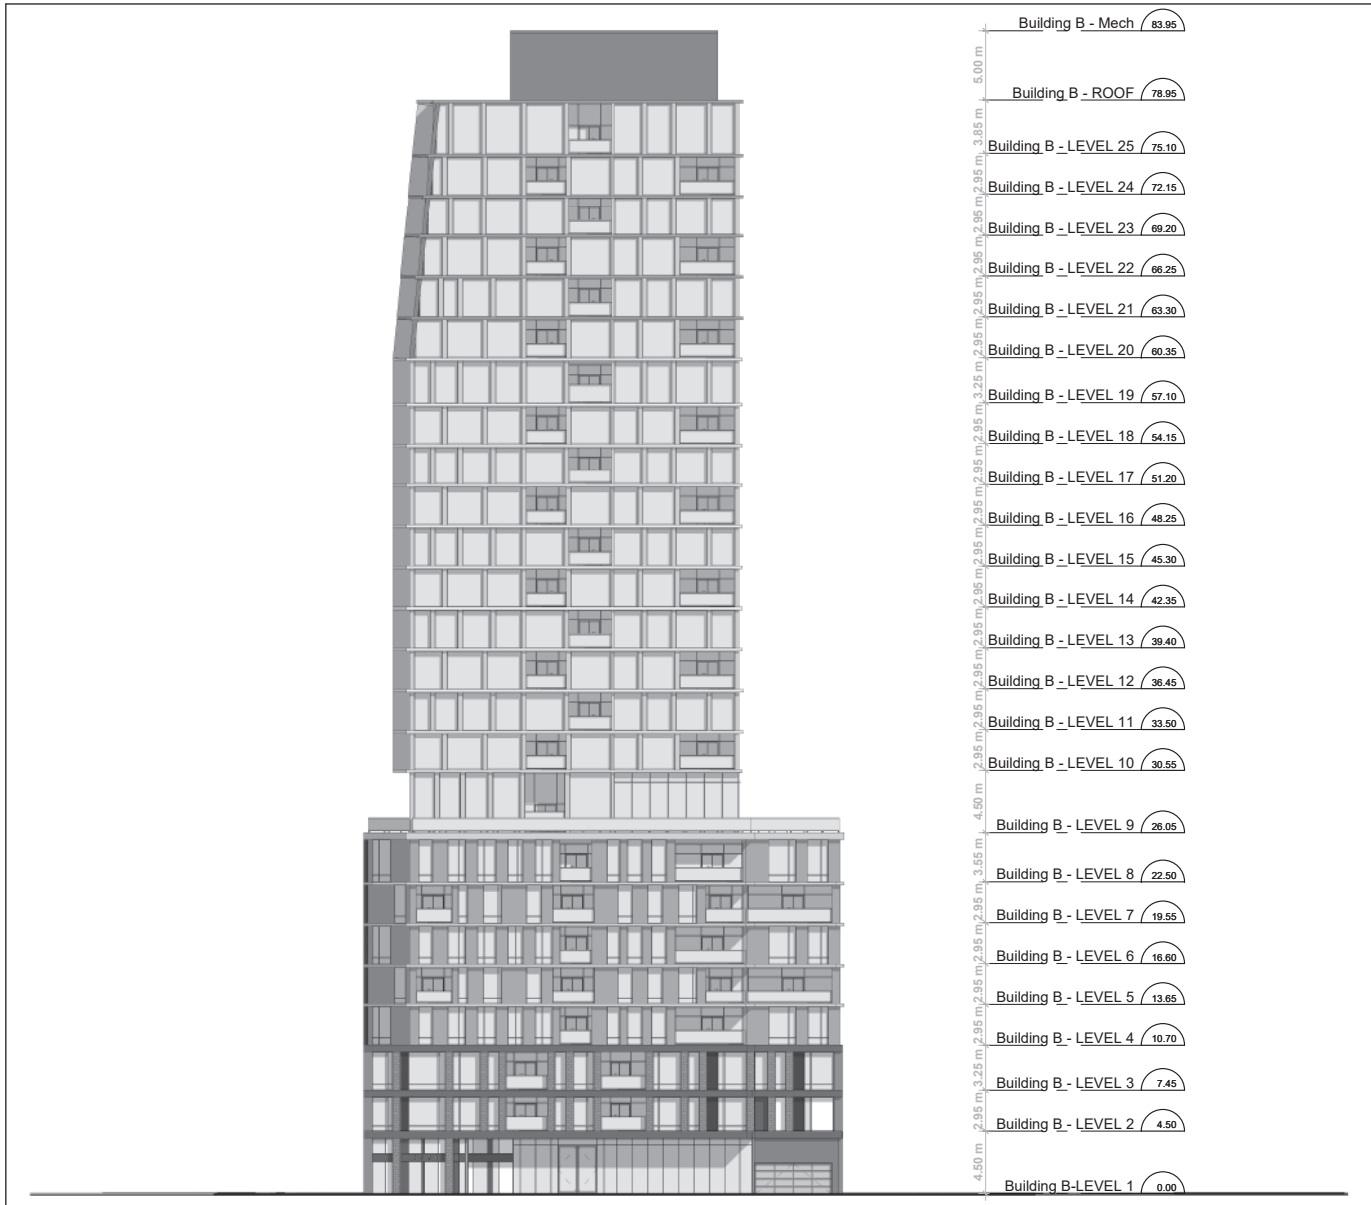 Building B - Mech 83.95
5.00 m
Building B - ROOF 78.95
3.85 m
Building B - LEVEL 25 75.10
2.95 m
Building B - LEVEL 24 72.15
2.95 m
Building B - LEVEL 23 69.20
2.95 m
Building B - LEVEL 22 66.25
2.95 m
Building B - LEVEL 21 63.30
2.95 m
Building B - LEVEL 20 60.35
3.25 m
Building B - LEVEL 19 57.10
2.95 m
Building B - LEVEL 18 54.15
2.95 m
Building B - LEVEL 17 51.20
2.95 m
Building B - LEVEL 16 48.25
2.95 m
Building B - LEVEL 15 45.30
2.95 m
Building B - LEVEL 14 42.35
2.95 m
Building B - LEVEL 13 39.40
2.95 m
Building B - LEVEL 12 36.45
2.95 m
Building B - LEVEL 11 33.50
2.95 m
Building B - LEVEL 10 30.55
4.50 m
Building B - LEVEL 9 26.05
3.55 m
Building B - LEVEL 8 22.50
2.95 m
Building B - LEVEL 7 19.55
2.95 m
Building B - LEVEL 6 16.60
2.95 m
Building B - LEVEL 5 13.65
2.95 m
Building B - LEVEL 4 10.70
3.25 m
Building B - LEVEL 3 7.45
2.95 m
Building B - LEVEL 2 4.50
4.50 m
Building B-LEVEL 1 0.00